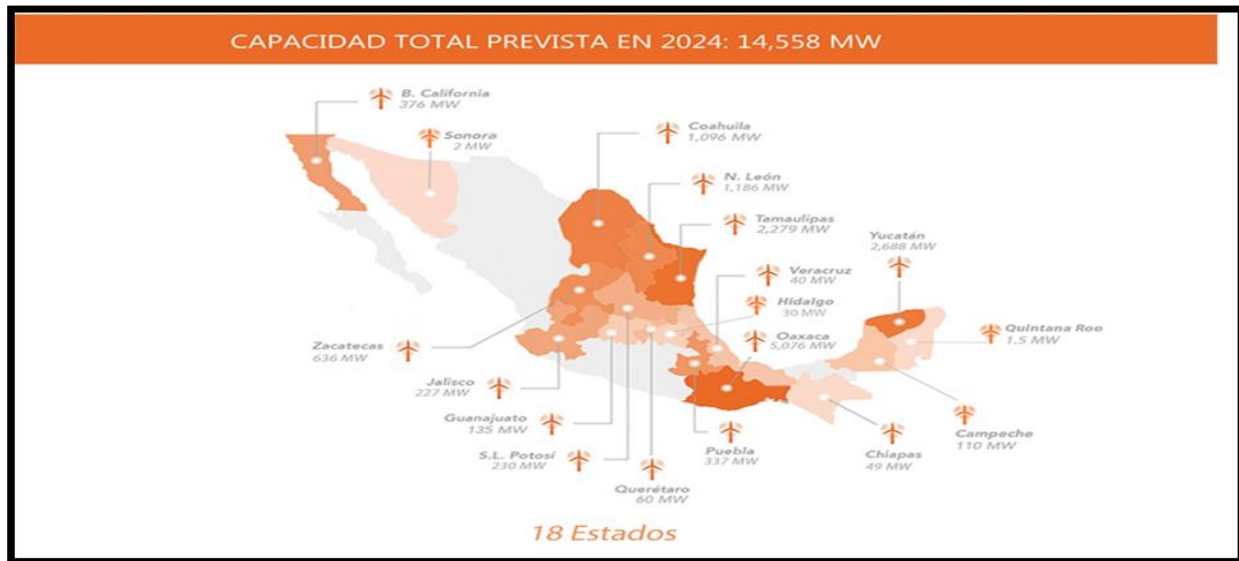 CAPACIDAD TOTAL PREVISTA EN 2024: 14,558 MW
B. California
376 MW
Sonora
2 MW
Coahuila
1,096 MW
N. León
1,186 MW
Tamaulipas
2,279 MW
Yucatán
2,688 MW
Veracruz
40 MW
Hidalgo
30 MW
Oaxaca
5,076 MW
Quintana Roo
1.5 MW
Zacatecas
636 MW
Jalisco
227 MW
Guanajuato
135 MW
S.L. Potosí
230 MW
Querétaro
60 MW
Puebla
337 MW
Chiapas
49 MW
Campeche
110 MW
18 Estados